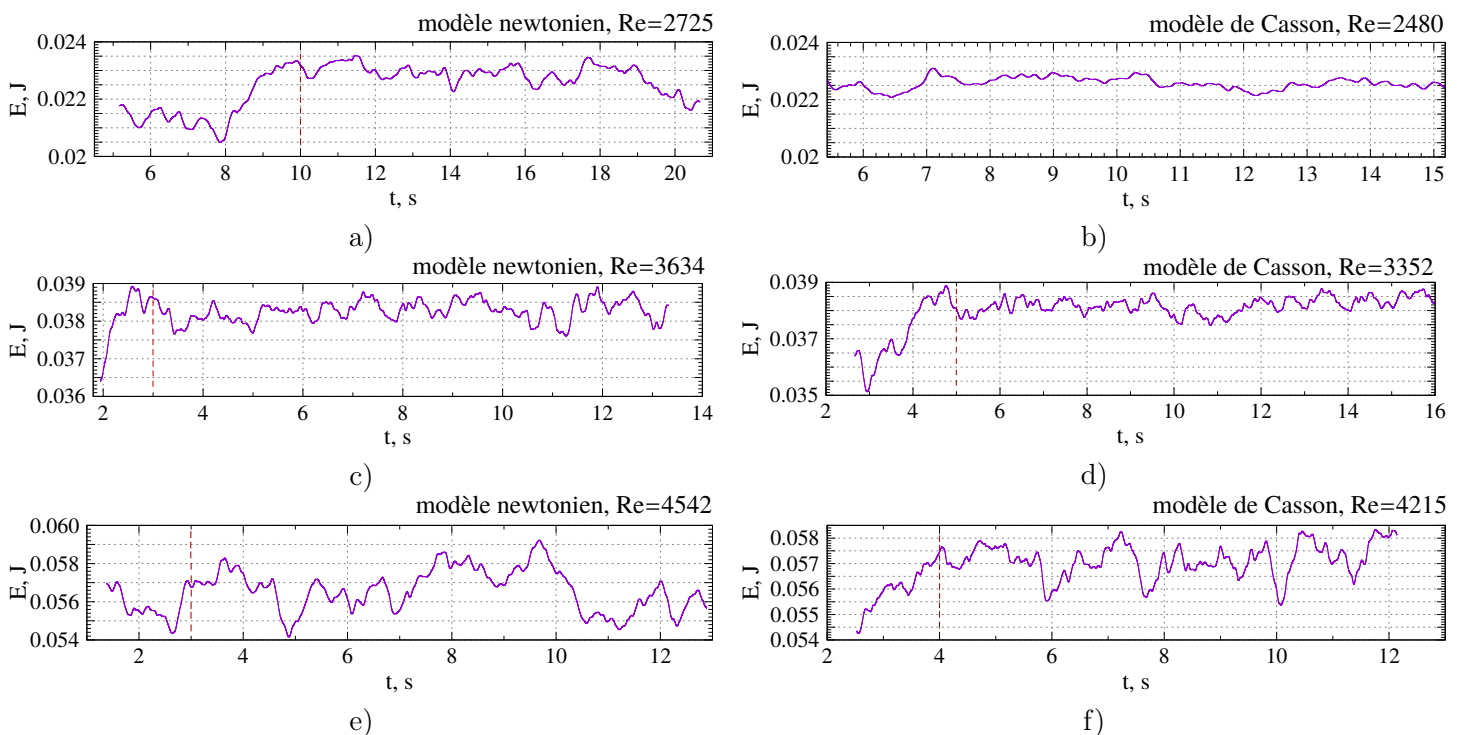 modèle newtonien, Re=2725
E, J
0.024
0.022
0.02
6 8 10 12 14 16 18 20
t, s
a)
modèle de Casson, Re=2480
E, J
0.024
0.022
0.02
6 7 8 9 10 11 12 13 14 15
t, s
b)
modèle newtonien, Re=3634
E, J
0.039
0.038
0.037
0.036
2 4 6 8 10 12 14
t, s
c)
modèle de Casson, Re=3352
E, J
0.039
0.037
0.035
2 4 6 8 10 12 14 16
t, s
d)
modèle newtonien, Re=4542
E, J
0.060
0.058
0.056
0.054
2 4 6 8 10 12
t, s
e)
modèle de Casson, Re=4215
E, J
0.058
0.057
0.056
0.055
0.054
2 4 6 8 10 12
t, s
f)